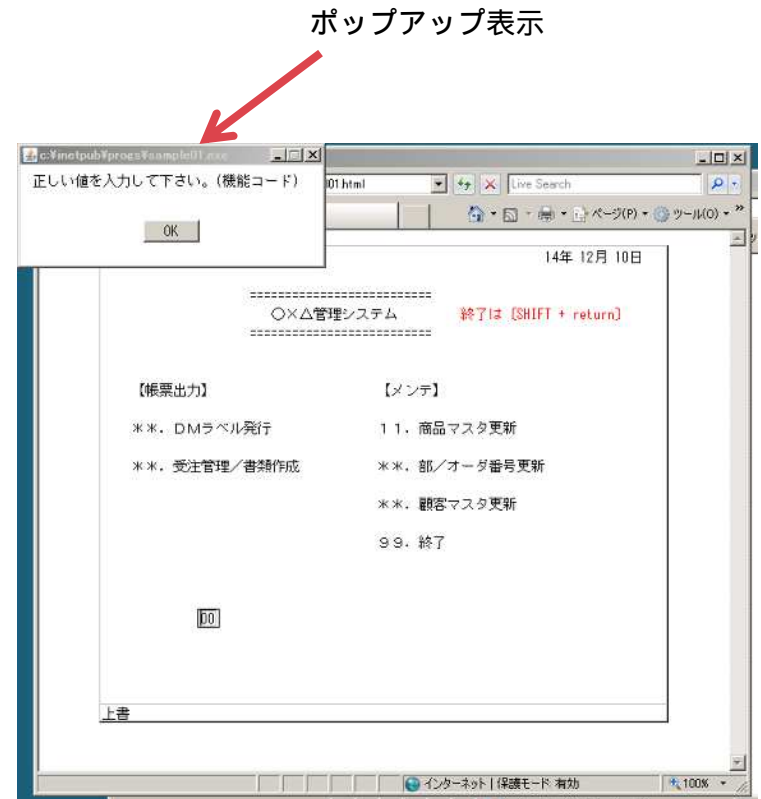 ポップアップ表示
c:¥inetpub¥progs¥sample01.exe
正しい値を入力して下さい。(機能コード)
OK
01.html
Live Search
ページ(P)
ツール(O)
14年 12月 10日
===========================
○×△管理システム
終了は [SHIFT + return]
===========================
【帳票出力】
【メンテ】
**. DMラベル発行
11. 商品マスタ更新
**. 受注管理/書類作成
**. 部/オーダ番号更新
**. 顧客マスタ更新
99. 終了
00
上書
インターネット | 保護モード: 有効
100%